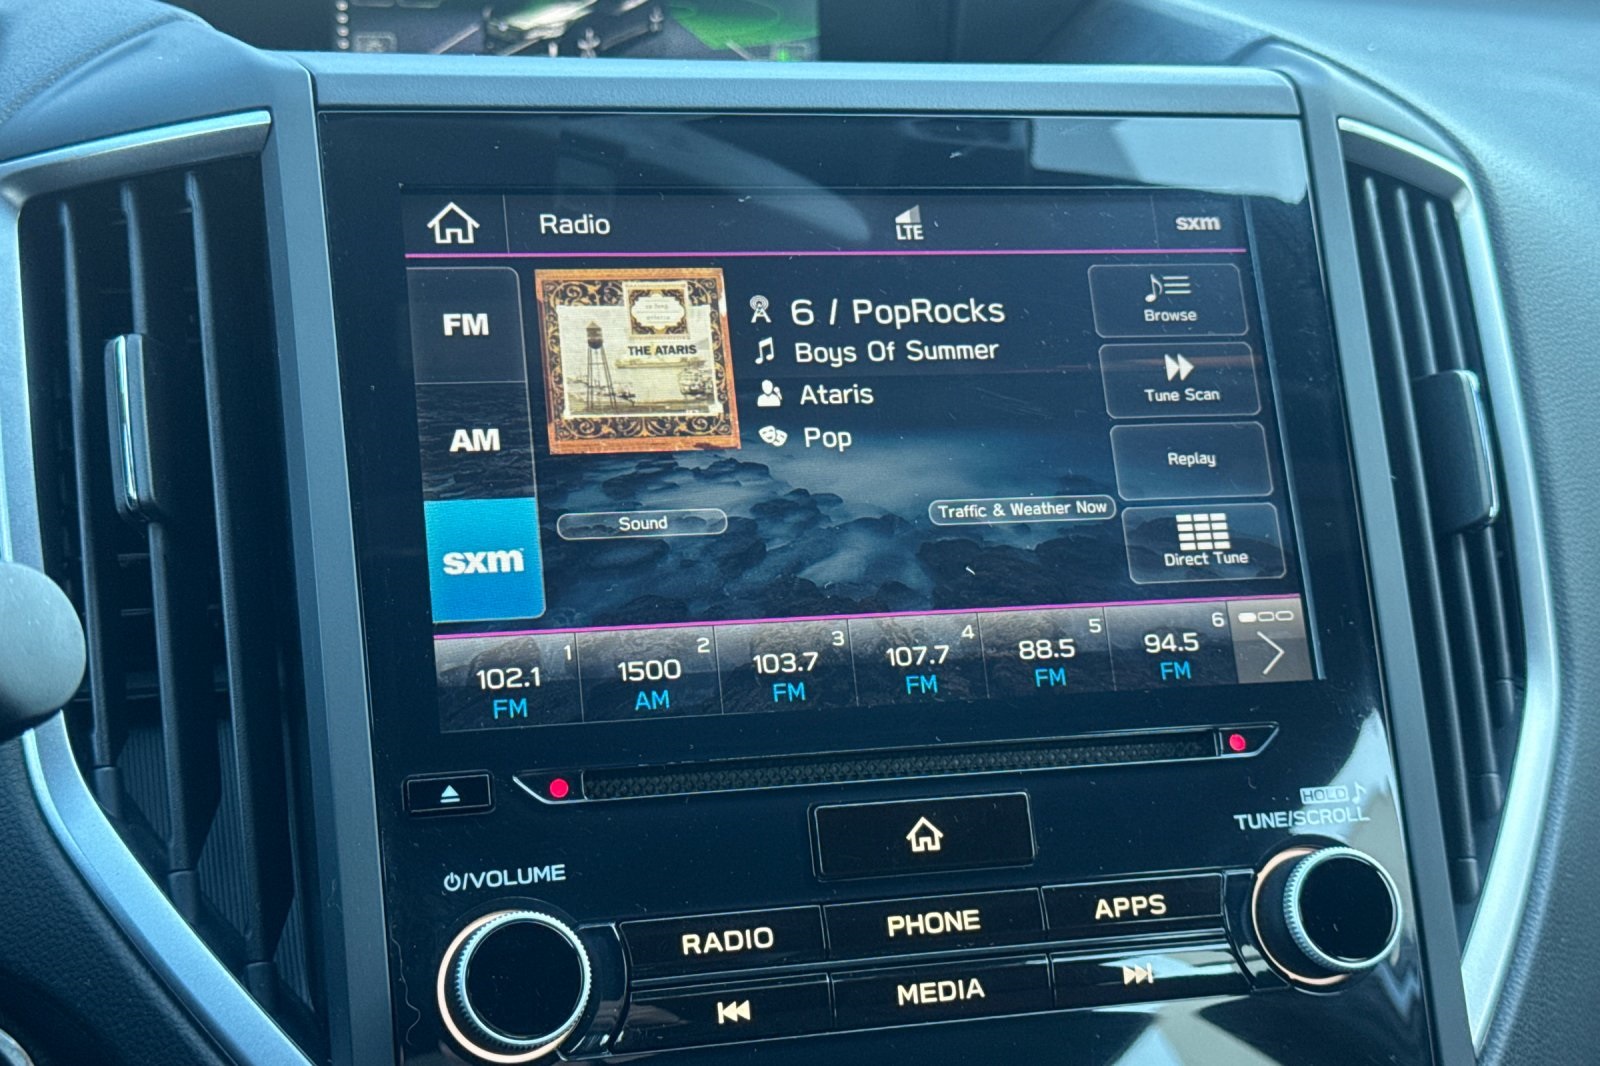 Radio
LTE
sxm
FM
AM
sxm
THE ATARIS
6 / PopRocks
Boys Of Summer
Ataris
Pop
Browse
Tune Scan
Replay
Direct Tune
Sound
Traffic & Weather Now
1
102.1
FM
2
1500
AM
3
103.7
FM
4
107.7
FM
5
88.5
FM
6
94.5
FM
HOLD
TUNE/SCROLL
/VOLUME
RADIO
PHONE
APPS
MEDIA